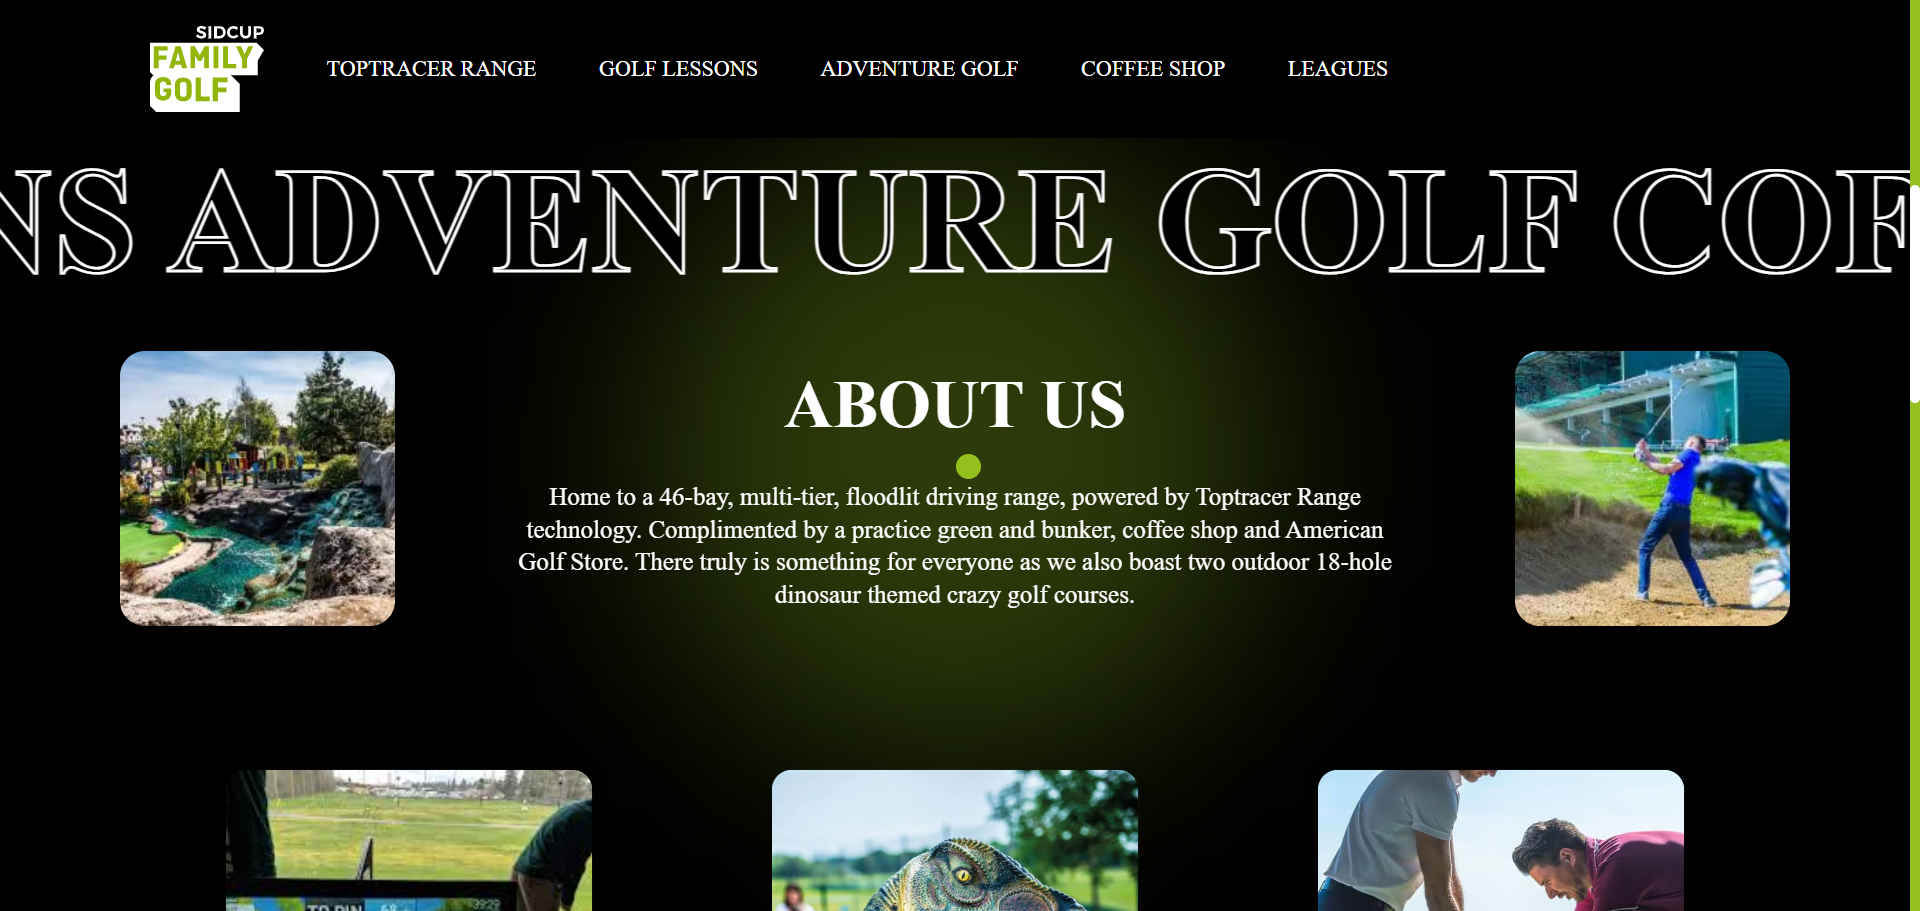 SIDCUP
FAMILY
GOLF
TOPTRACER RANGE
GOLF LESSONS
ADVENTURE GOLF
COFFEE SHOP
LEAGUES
NS ADVENTURE GOLF COF
ABOUT US
Home to a 46-bay, multi-tier, floodlit driving range, powered by Toptracer Range
technology. Complimented by a practice green and bunker, coffee shop and American
Golf Store. There truly is something for everyone as we also boast two outdoor 18-hole
dinosaur themed crazy golf courses.
TO PIN